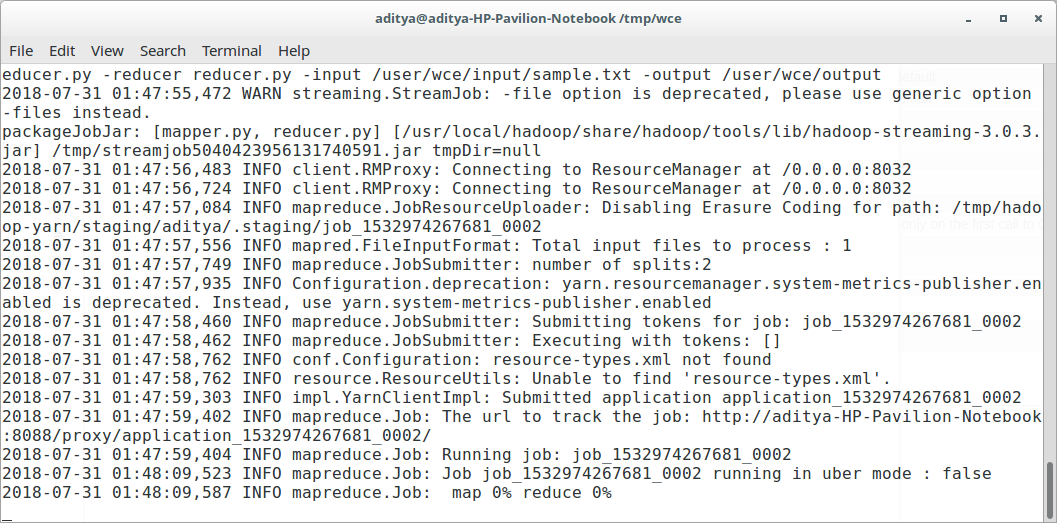 aditya@aditya-HP-Pavilion-Notebook /tmp/wce
File Edit View Search Terminal Help
educer.py -reducer reducer.py -input /user/wce/input/sample.txt -output /user/wce/output
2018-07-31 01:47:55,472 WARN streaming.StreamJob: -file option is deprecated, please use generic option
-files instead.
packageJobJar: [mapper.py, reducer.py] [/usr/local/hadoop/share/hadoop/tools/lib/hadoop-streaming-3.0.3.
jar] /tmp/streamjob5040423956131740591.jar tmpDir=null
2018-07-31 01:47:56,483 INFO client.RMProxy: Connecting to ResourceManager at /0.0.0.0:8032
2018-07-31 01:47:56,724 INFO client.RMProxy: Connecting to ResourceManager at /0.0.0.0:8032
2018-07-31 01:47:57,084 INFO mapreduce.JobResourceUploader: Disabling Erasure Coding for path: /tmp/hado
op-yarn/staging/aditya/.staging/job_1532974267681_0002
2018-07-31 01:47:57,556 INFO mapred.FileInputFormat: Total input files to process : 1
2018-07-31 01:47:57,749 INFO mapreduce.JobSubmitter: number of splits:2
2018-07-31 01:47:57,935 INFO Configuration.deprecation: yarn.resourcemanager.system-metrics-publisher.en
abled is deprecated. Instead, use yarn.system-metrics-publisher.enabled
2018-07-31 01:47:58,460 INFO mapreduce.JobSubmitter: Submitting tokens for job: job_1532974267681_0002
2018-07-31 01:47:58,462 INFO mapreduce.JobSubmitter: Executing with tokens: []
2018-07-31 01:47:58,762 INFO conf.Configuration: resource-types.xml not found
2018-07-31 01:47:58,762 INFO resource.ResourceUtils: Unable to find 'resource-types.xml'.
2018-07-31 01:47:59,303 INFO impl.YarnClientImpl: Submitted application application_1532974267681_0002
2018-07-31 01:47:59,402 INFO mapreduce.Job: The url to track the job: http://aditya-HP-Pavilion-Notebook
:8088/proxy/application_1532974267681_0002/
2018-07-31 01:47:59,404 INFO mapreduce.Job: Running job: job_1532974267681_0002
2018-07-31 01:48:09,523 INFO mapreduce.Job: Job job_1532974267681_0002 running in uber mode : false
2018-07-31 01:48:09,587 INFO mapreduce.Job:  map 0% reduce 0%